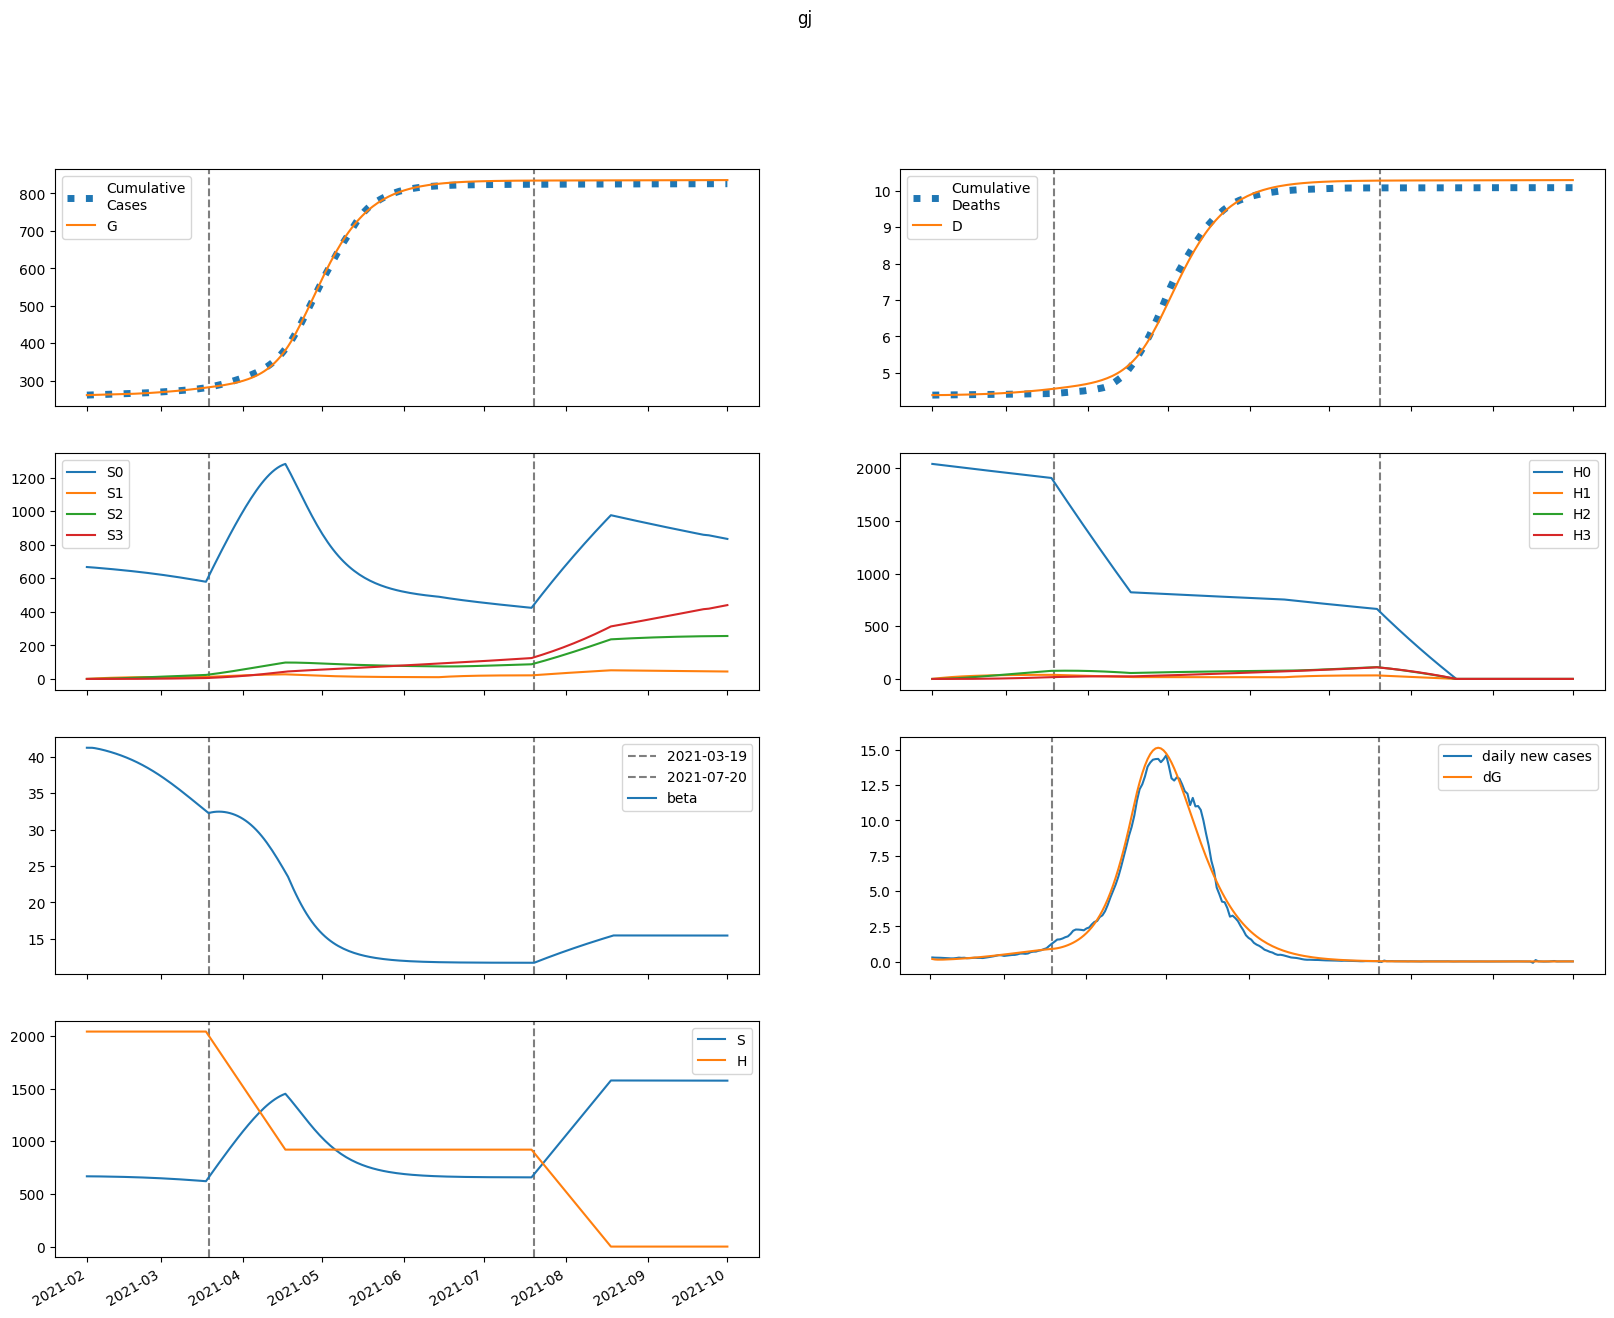 gj
Cumulative
Cases
G
800
700
600
500
400
300
Cumulative
Deaths
D
10
9
8
7
6
5
S0
S1
S2
S3
1200
1000
800
600
400
200
0
H0
H1
H2
H3
2000
1500
1000
500
0
2021-03-19
2021-07-20
beta
40
35
30
25
20
15
daily new cases
dG
15.0
12.5
10.0
7.5
5.0
2.5
0.0
S
H
2000
1500
1000
500
0
2021-02
2021-03
2021-04
2021-05
2021-06
2021-07
2021-08
2021-09
2021-10